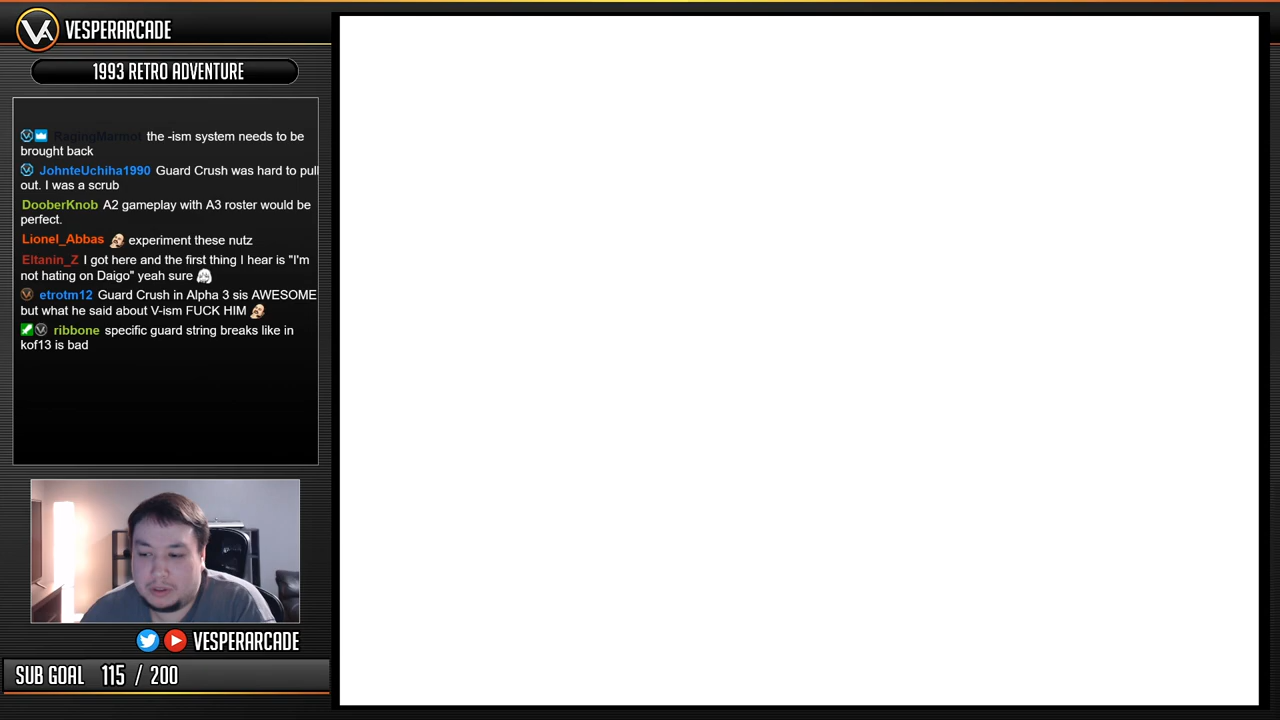 VESPERARCADE
1993 RETRO ADVENTURE
RagingMarmot the -ism system needs to be
brought back
JohnteUchiha1990 Guard Crush was hard to pull
out. I was a scrub
DooberKnob A2 gameplay with A3 roster would be
perfect.
Lionel_Abbas experiment these nutz
Eltanin_Z I got here and the first thing I hear is "I'm
not hating on Daigo" yeah sure
etrolm12 Guard Crush in Alpha 3 sis AWESOME
but what he said about V ism FUCK HIM
ribbone specific guard string breaks like in
kof13 is bad
VESPERARCADE
SUB GOAL 115 / 200